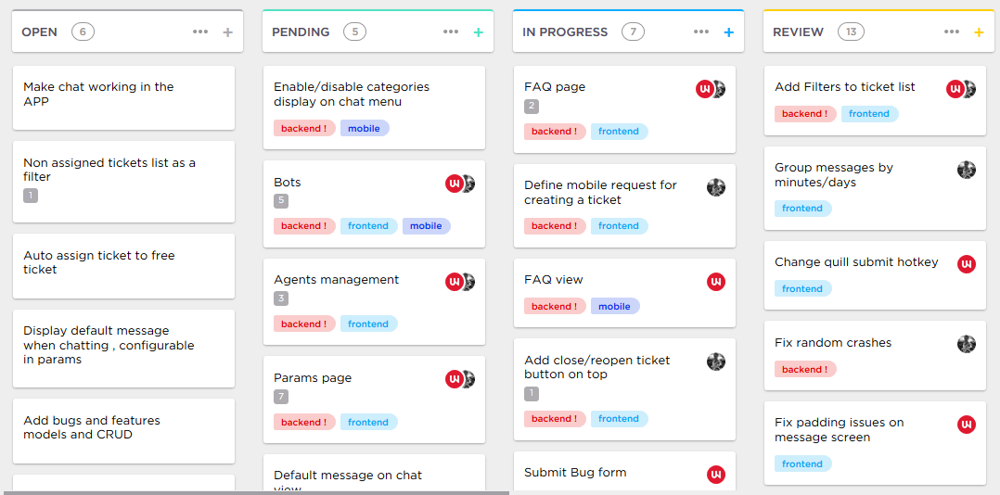 OPEN 6 ••• +
Make chat working in the
APP
Non assigned tickets list as a
filter
1
Auto assign ticket to free
ticket
Display default message
when chatting , configurable
in params
Add bugs and features
models and CRUD
PENDING 5 ••• +
Enable/disable categories
display on chat menu
backend ! mobile
Bots
5
backend ! frontend mobile
Agents management
3
backend ! frontend
Params page
7
backend ! frontend
Default message on chat
view
IN PROGRESS 7 ••• +
FAQ page
2
backend ! frontend
Define mobile request for
creating a ticket
backend ! frontend
FAQ view
backend ! mobile
Add close/reopen ticket
button on top
1
backend ! frontend
Submit Bug form
REVIEW 13 ••• +
Add Filters to ticket list
backend ! frontend
Group messages by
minutes/days
frontend
Change quill submit hotkey
frontend
Fix random crashes
backend !
Fix padding issues on
message screen
frontend